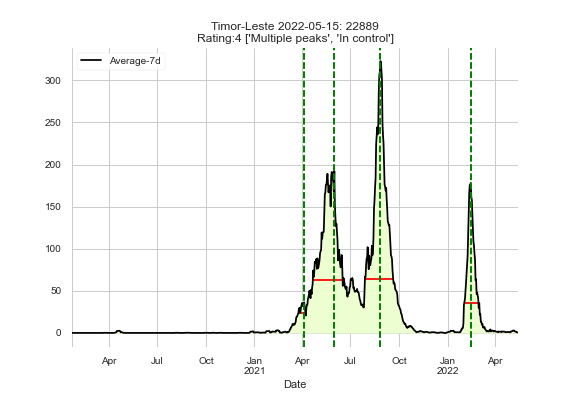 Timor-Leste 2022-05-15: 22889
Rating:4 ['Multiple peaks', 'In control']
Average-7d
300
250
200
150
100
50
0
Apr Jul Oct Jan Apr Jul Oct Jan Apr
2021 2022
Date